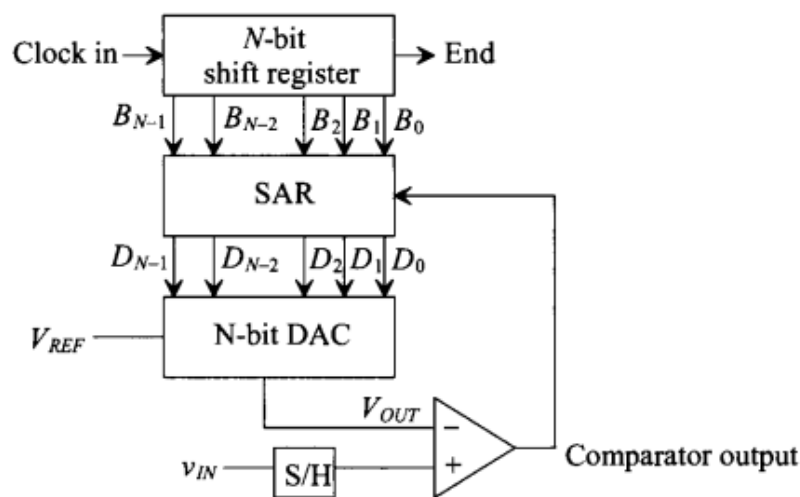 Clock in
N-bit
shift register
End
B_{N-1} B_{N-2} B_2 B_1 B_0
SAR
D_{N-1} D_{N-2} D_2 D_1 D_0
V_{REF}
N-bit DAC
V_{OUT}
−
+
v_{IN}
S/H
Comparator output